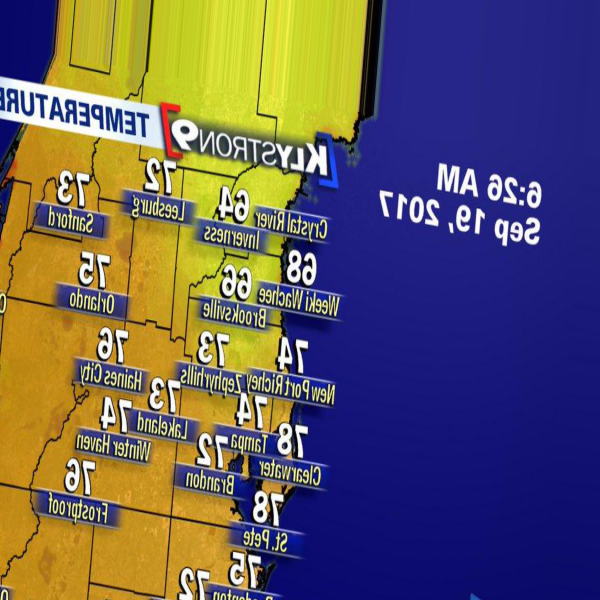 KLYSTRON9
TEMPERATURE
6:26 AM
Sep 19, 2017
64
Crystal River
Inverness
72
Leesburg
73
Sanford
68
Weeki Wachee
66
Brooksville
75
Orlando
74
New Port Richey
73
Zephyrhills
76
Haines City
78
Clearwater
74
Tampa
73
Lakeland
74
Winter Haven
72
Brandon
76
Frostproof
78
St. Pete
75
72